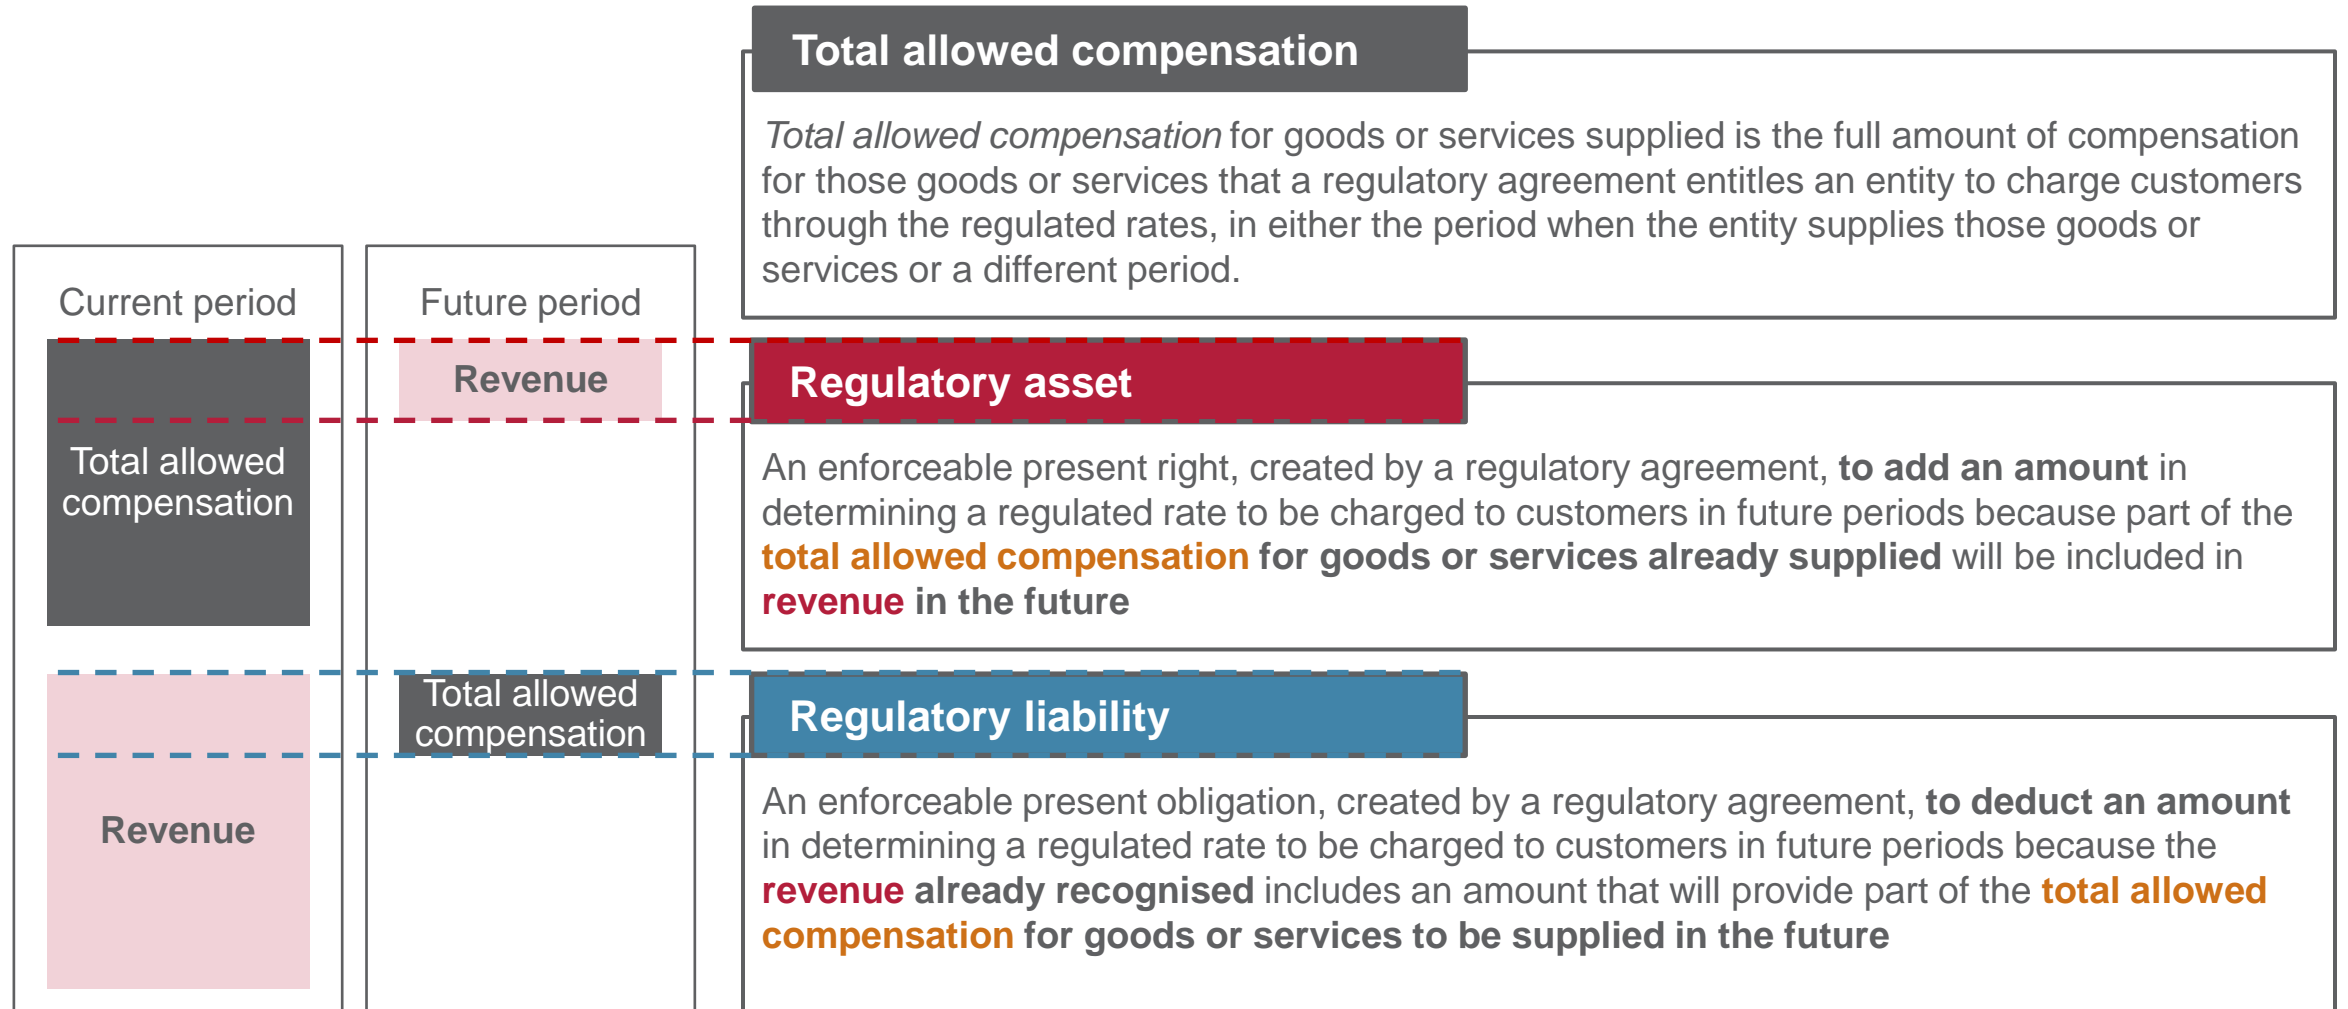 Total allowed compensation
Total allowed compensation for goods or services supplied is the full amount of compensation
for those goods or services that a regulatory agreement entitles an entity to charge customers
through the regulated rates, in either the period when the entity supplies those goods or
services or a different period.
Current period
Future period
Total allowed
compensation
Revenue
Regulatory asset
An enforceable present right, created by a regulatory agreement, to add an amount in
determining a regulated rate to be charged to customers in future periods because part of the
total allowed compensation for goods or services already supplied will be included in
revenue in the future
Revenue
Total allowed
compensation
Regulatory liability
An enforceable present obligation, created by a regulatory agreement, to deduct an amount
in determining a regulated rate to be charged to customers in future periods because the
revenue already recognised includes an amount that will provide part of the total allowed
compensation for goods or services to be supplied in the future